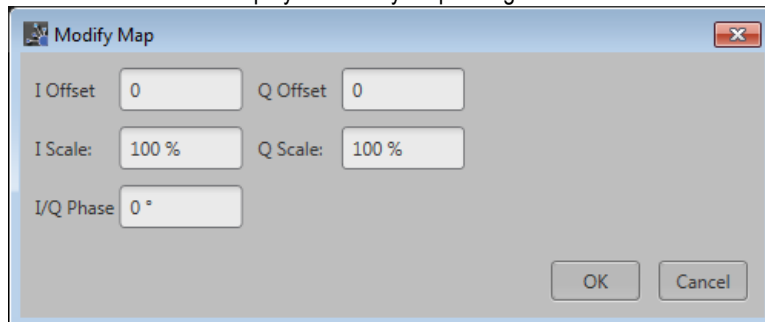 Modify Map
I Offset 0 Q Offset 0
I Scale: 100 % Q Scale: 100 %
I/Q Phase 0 °
OK Cancel